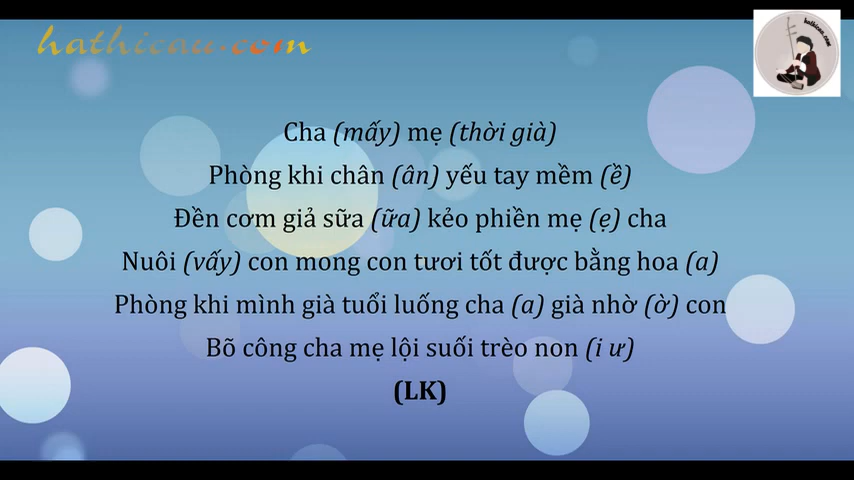 hathicau.com
hathicau.com
Cha (mấy) mẹ (thời già)
Phòng khi chân (ân) yếu tay mềm (ề)
Đền cơm giả sữa (ữa) kẻo phiền mẹ (ẹ) cha
Nuôi (vấy) con mong con tươi tốt được bằng hoa (a)
Phòng khi mình già tuổi luống cha (a) già nhờ (ờ) con
Bõ công cha mẹ lội suối trèo non (i ư)
(LK)